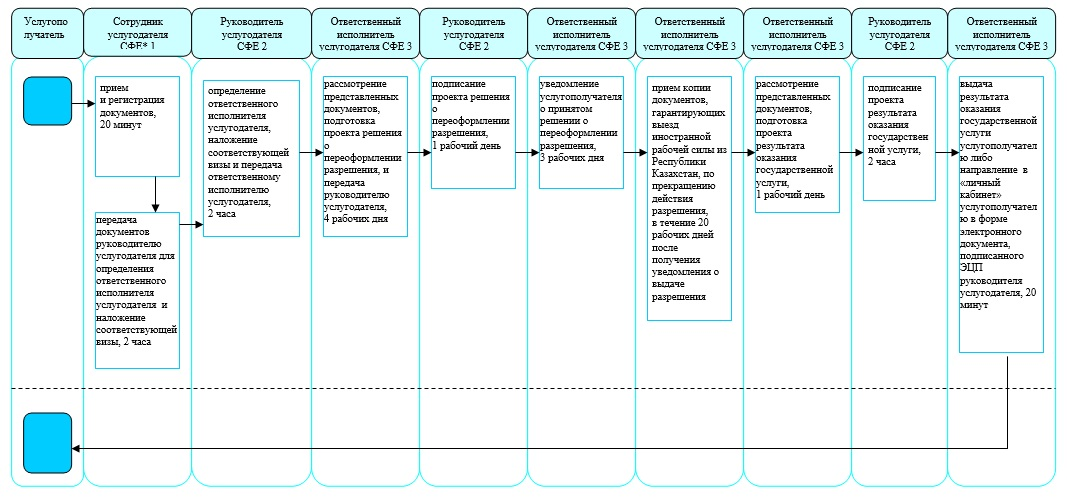 Услугопо
лучатель
Сотрудник
услугодателя
СФЕ* 1
Руководитель
услугодателя
СФЕ 2
Ответственный
исполнитель
услугодателя СФЕ 3
Руководитель
услугодателя
СФЕ 2
Ответственный
исполнитель
услугодателя СФЕ 3
Ответственный
исполнитель
услугодателя СФЕ 3
Ответственный
исполнитель
услугодателя СФЕ 3
Руководитель
услугодателя
СФЕ 2
Ответственный
исполнитель
услугодателя СФЕ 3
прием
и регистрация
документов,
20 минут
передача
документов
руководителю
услугодателя для
определения
ответственного
исполнителя
услугодателя и
наложение
соответствующей
визы, 2 часа
определение
ответственного
исполнителя
услугодателя,
наложение
соответствующей
визы и передача
ответственному
исполнителю
услугодателя,
2 часа
рассмотрение
представленных
документов,
подготовка
проекта решения
о
переоформлении
разрешения, и
передача
руководителю
услугодателя,
4 рабочих дня
подписание
проекта решения
о
переоформлении
разрешения,
1 рабочий день
уведомление
услугополучателя
о принятом
решении о
переоформлении
разрешения,
3 рабочих дня
прием копии
документов,
гарантирующих
выезд
иностранной
рабочей силы из
Республики
Казахстан, по
прекращению
действия
разрешения,
в течение 20
рабочих дней
после
получения
уведомления о
выдаче
разрешения
рассмотрение
представленных
документов,
подготовка
проекта
результата
оказания
государственной
услуги,
1 рабочий день
подписание
проекта
результата
оказания
государствен
ной услуги,
2 часа
выдача
результата
оказания
государственной
услуги
услугополучател
ю либо
направление в
«личный
кабинет»
услугополучател
ю в форме
электронного
документа,
подписанного
ЭЦП
руководителя
услугодателя, 20
минут